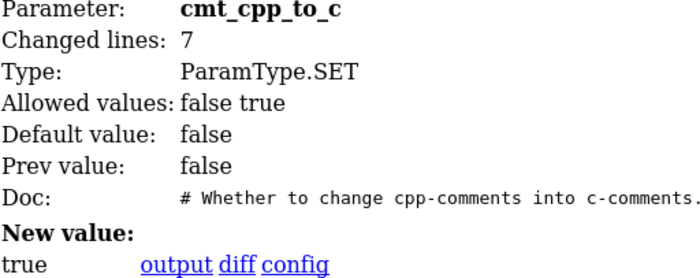 Parameter: cmt_cpp_to_c
Changed lines: 7
Type: ParamType.SET
Allowed values: false true
Default value: false
Prev value: false
Doc: # Whether to change cpp-comments into c-comments.
New value:
true output diff config